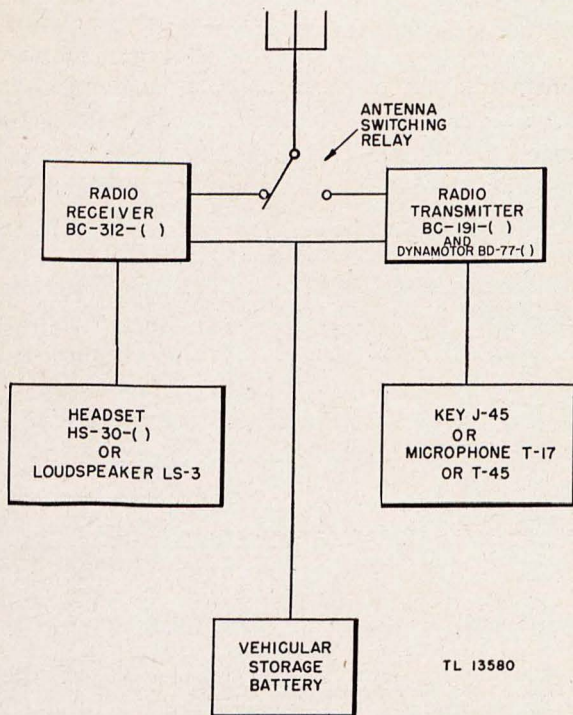 ANTENNA
SWITCHING
RELAY
RADIO
RECEIVER
BC-312-( )
RADIO
TRANSMITTER
BC-191-( )
AND
DYNAMOTOR BD-77-( )
HEADSET
HS-30-( )
OR
LOUDSPEAKER LS-3
KEY J-45
OR
MICROPHONE T-17
OR T-45
VEHICULAR
STORAGE
BATTERY
TL 13580